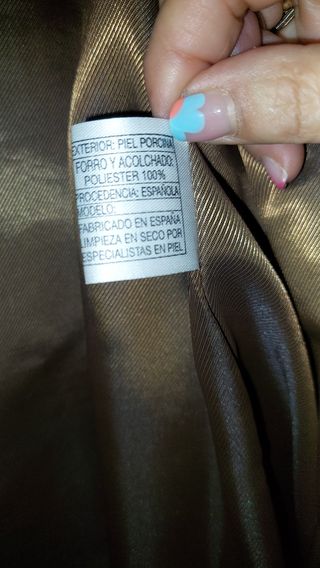 EXTERIOR: PIEL PORCINA
FORRO Y ACOLCHADO:
POLIESTER 100%
PROCEDENCIA: ESPAÑOLA
MODELO:
FABRICADO EN ESPAÑA
LIMPIEZA EN SECO POR
ESPECIALISTAS EN PIEL